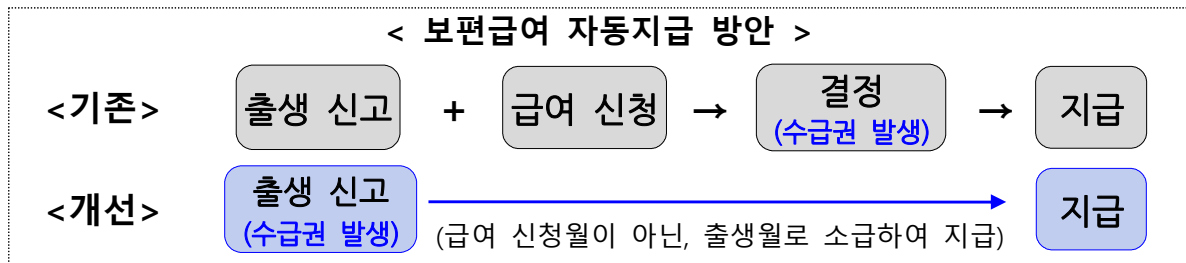 < 보편급여 자동지급 방안 >
<기존> 출생 신고 + 급여 신청 → 결정 (수급권 발생) → 지급
<개선> 출생 신고 (수급권 발생) (급여 신청월이 아닌, 출생월로 소급하여 지급) 지급